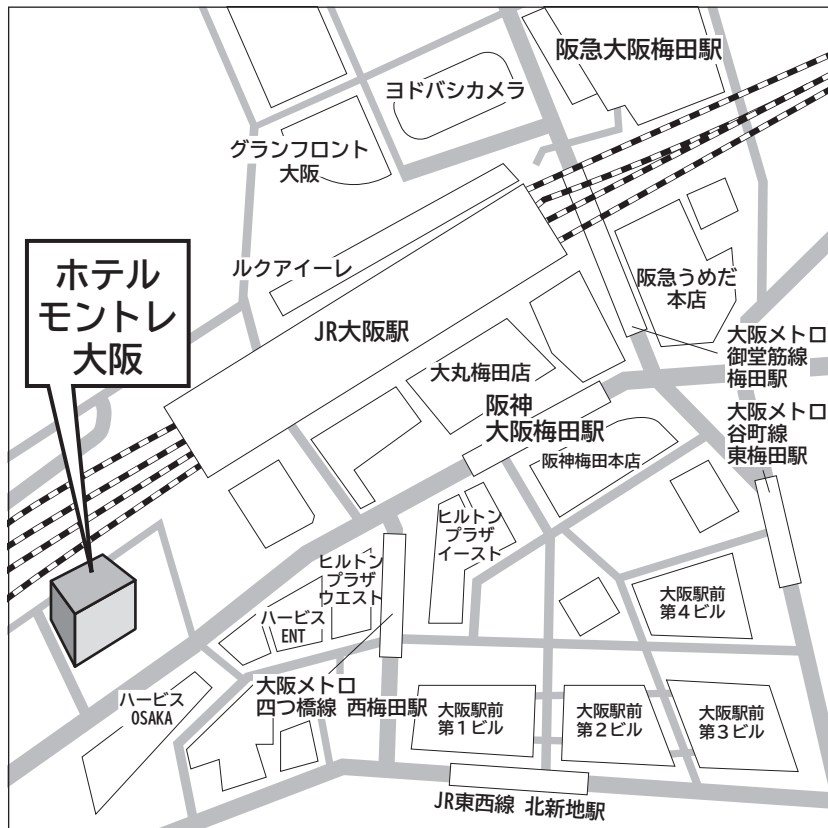 阪急大阪梅田駅
ヨドバシカメラ
グランフロント
大阪
ホテル
モントレ
大阪
ルクアイーレ
阪急うめだ
本店
JR大阪駅
大阪メトロ
御堂筋線
梅田駅
大丸梅田店
阪神
大阪梅田駅
大阪メトロ
谷町線
東梅田駅
阪神梅田本店
ヒルトン
プラザ
イースト
ヒルトン
プラザ
ウエスト
大阪駅前
第4ビル
ハービス
ENT
大阪メトロ
四つ橋線 西梅田駅
ハービス
OSAKA
大阪駅前
第1ビル
大阪駅前
第2ビル
大阪駅前
第3ビル
JR東西線 北新地駅